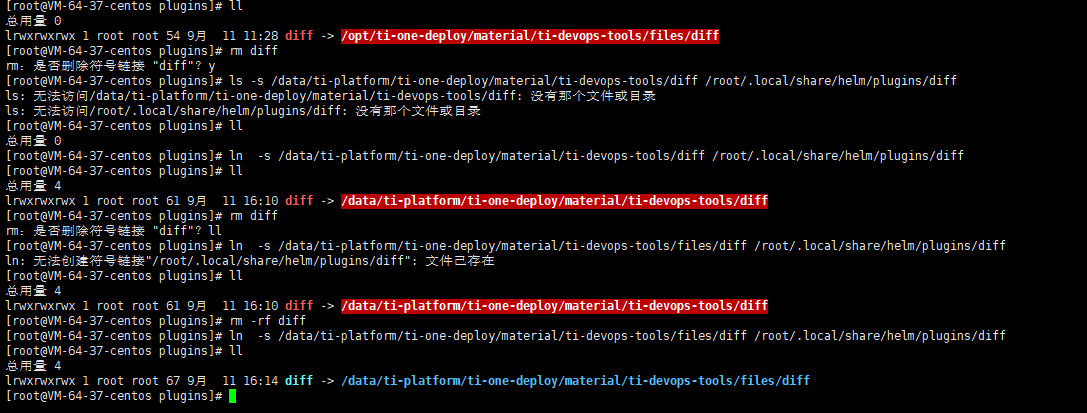 [root@VM-64-37-centos plugins]# ll
总用量 0
lrwxrwxrwx 1 root root 54 9月  11 11:28 diff -> /opt/ti-one-deploy/material/ti-devops-tools/files/diff
[root@VM-64-37-centos plugins]# rm diff
rm：是否删除符号链接 "diff"？y
[root@VM-64-37-centos plugins]# ls -s /data/ti-platform/ti-one-deploy/material/ti-devops-tools/diff /root/.local/share/helm/plugins/diff
ls: 无法访问/data/ti-platform/ti-one-deploy/material/ti-devops-tools/diff: 没有那个文件或目录
ls: 无法访问/root/.local/share/helm/plugins/diff: 没有那个文件或目录
[root@VM-64-37-centos plugins]# ll
总用量 0
[root@VM-64-37-centos plugins]# ln  -s /data/ti-platform/ti-one-deploy/material/ti-devops-tools/diff /root/.local/share/helm/plugins/diff
[root@VM-64-37-centos plugins]# ll
总用量 4
lrwxrwxrwx 1 root root 61 9月  11 16:10 diff -> /data/ti-platform/ti-one-deploy/material/ti-devops-tools/diff
[root@VM-64-37-centos plugins]# rm diff
rm：是否删除符号链接 "diff"？ll
[root@VM-64-37-centos plugins]# ln  -s /data/ti-platform/ti-one-deploy/material/ti-devops-tools/files/diff /root/.local/share/helm/plugins/diff
ln: 无法创建符号链接"/root/.local/share/helm/plugins/diff": 文件已存在
[root@VM-64-37-centos plugins]# ll
总用量 4
lrwxrwxrwx 1 root root 61 9月  11 16:10 diff -> /data/ti-platform/ti-one-deploy/material/ti-devops-tools/diff
[root@VM-64-37-centos plugins]# rm -rf diff
[root@VM-64-37-centos plugins]# ln  -s /data/ti-platform/ti-one-deploy/material/ti-devops-tools/files/diff /root/.local/share/helm/plugins/diff
[root@VM-64-37-centos plugins]# ll
总用量 4
lrwxrwxrwx 1 root root 67 9月  11 16:14 diff -> /data/ti-platform/ti-one-deploy/material/ti-devops-tools/files/diff
[root@VM-64-37-centos plugins]#